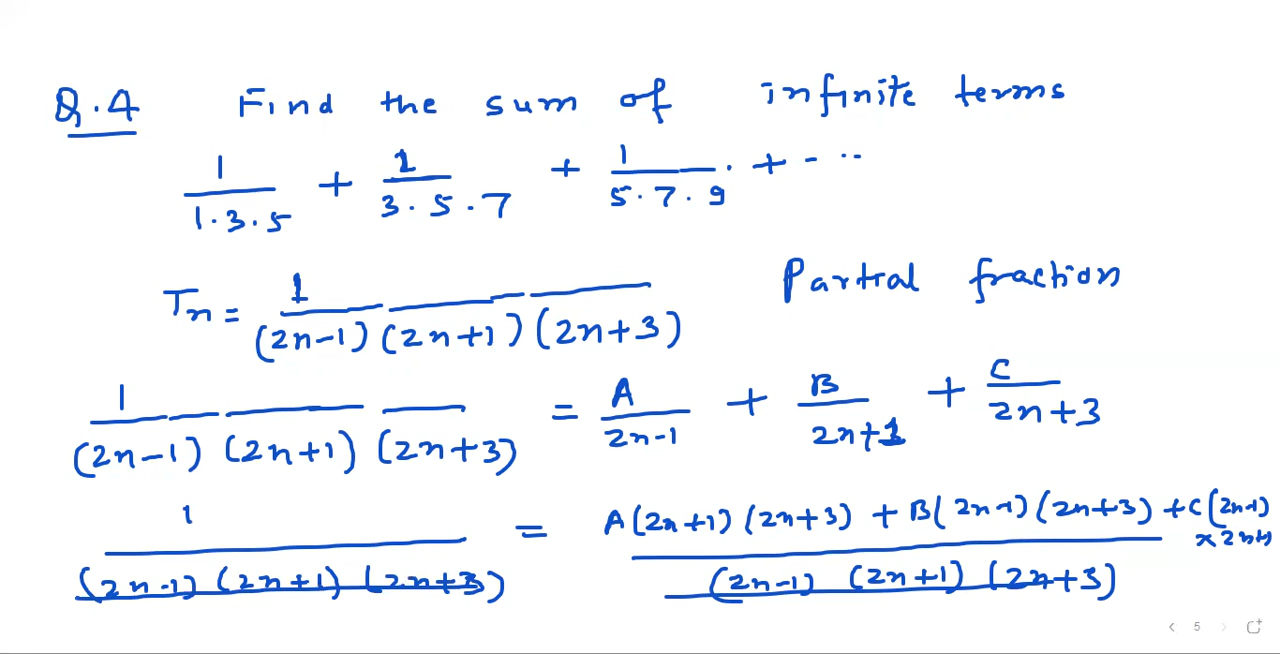 Q.4 Find the sum of infinite terms
1/(1·3·5) + 1/(3·5·7) + 1/(5·7·9) + - ··
Tn = 1/((2n-1)(2n+1)(2n+3)) Partial fraction
1/((2n-1)(2n+1)(2n+3)) = A/(2n-1) + B/(2n+1) + C/(2n+3)
1/((2n-1)(2n+1)(2n+3)) = (A(2n+1)(2n+3) + B(2n-1)(2n+3) + C(2n-1) × 2n+1)/((2n-1)(2n+1)(2n+3))
5